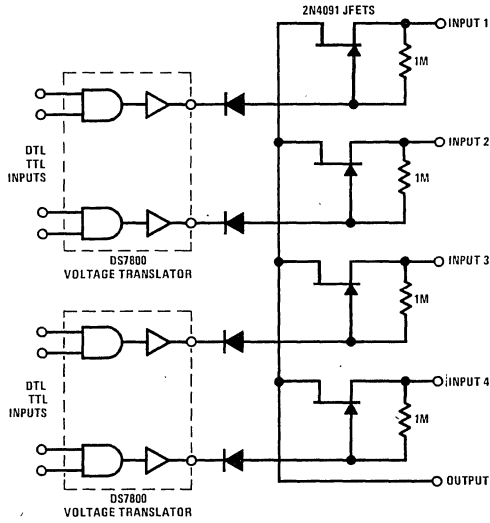 2N4091 JFETS
INPUT 1
1M
DTL
TTL
INPUTS
INPUT 2
1M
DS7800
VOLTAGE TRANSLATOR
INPUT 3
1M
DTL
TTL
INPUTS
INPUT 4
1M
OUTPUT
DS7800
VOLTAGE TRANSLATOR